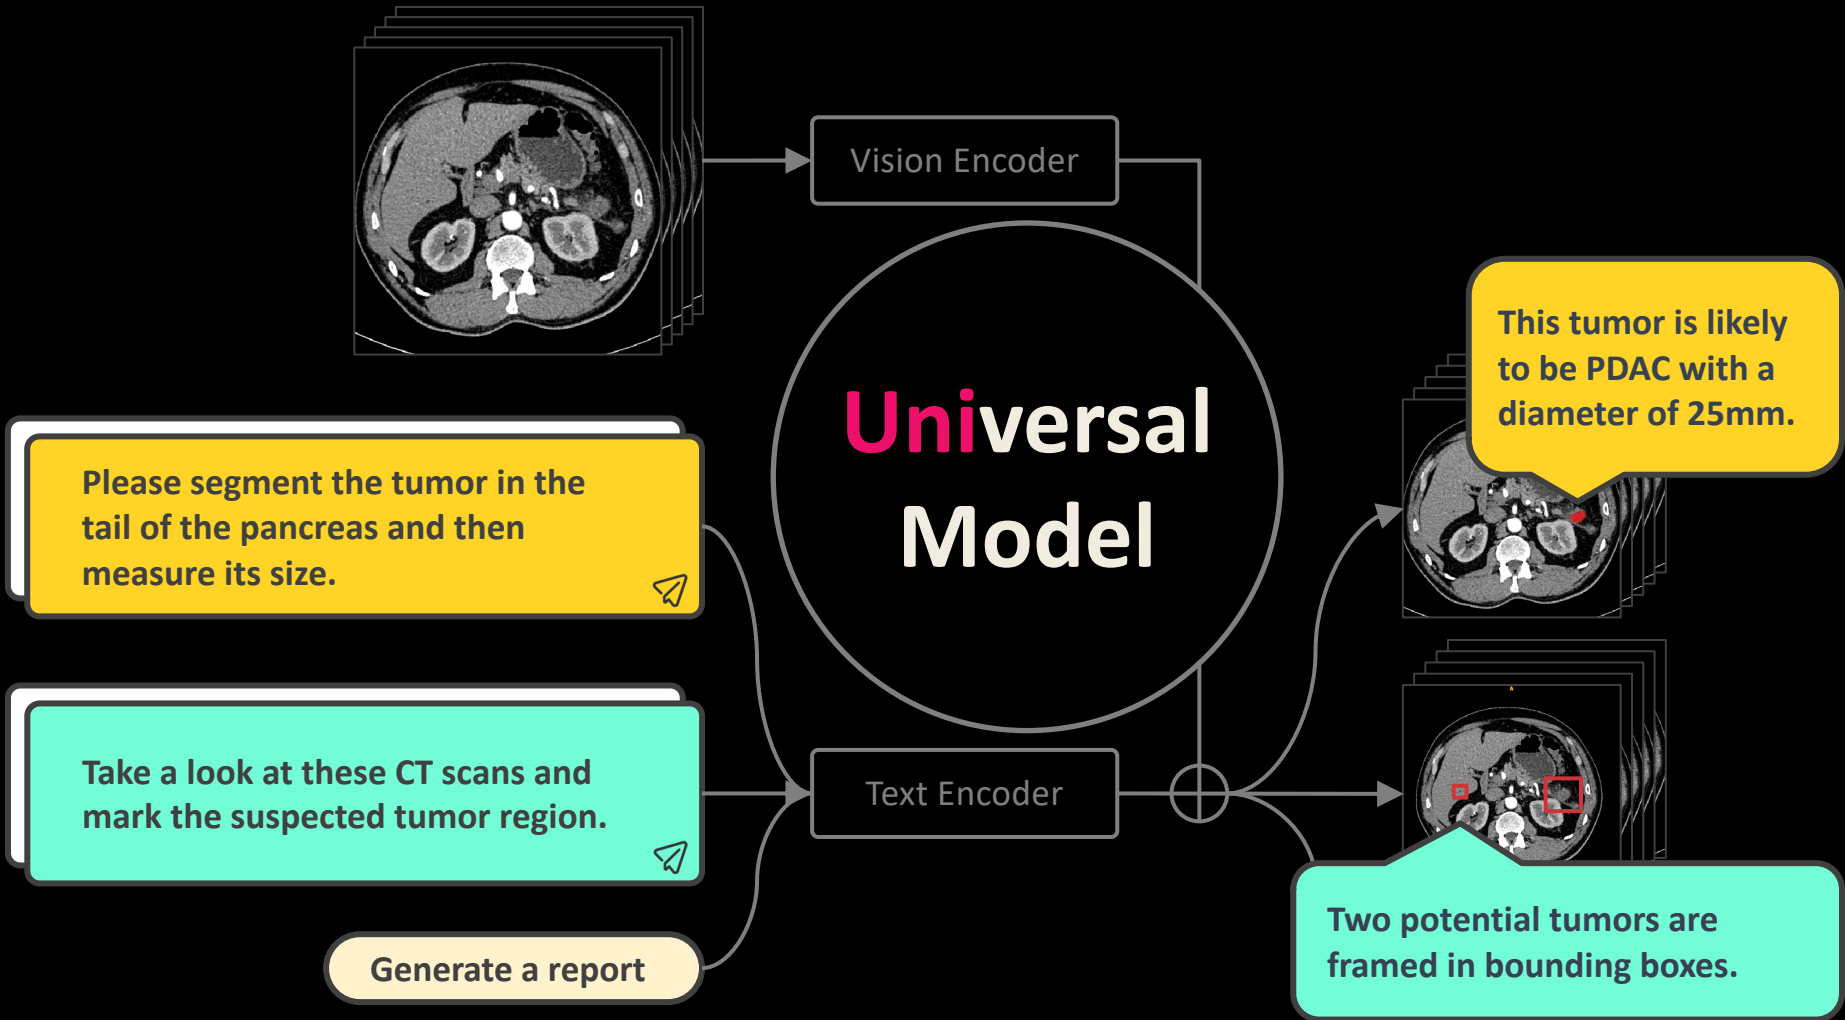 Vision Encoder
Universal
Model
Please segment the tumor in the
tail of the pancreas and then
measure its size.
Take a look at these CT scans and
mark the suspected tumor region.
Generate a report
Text Encoder
This tumor is likely
to be PDAC with a
diameter of 25mm.
A
Two potential tumors are
framed in bounding boxes.